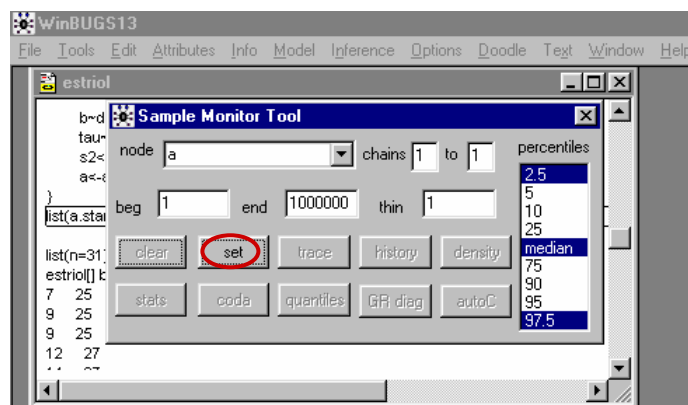 WinBUGS13
File Tools Edit Attributes Info Model Inference Options Doodle Text Window Help
estriol
b~d
tau~
s2<
a<-a
}
list(a.star
list(n=31
estriol[] b
7 25
9 25
9 25
12 27
Sample Monitor Tool
node a chains 1 to 1 percentiles
beg 1 end 1000000 thin 1
clear set trace history density
stats coda quantiles GR diag autoC
2.5
5
10
25
median
75
90
95
97.5